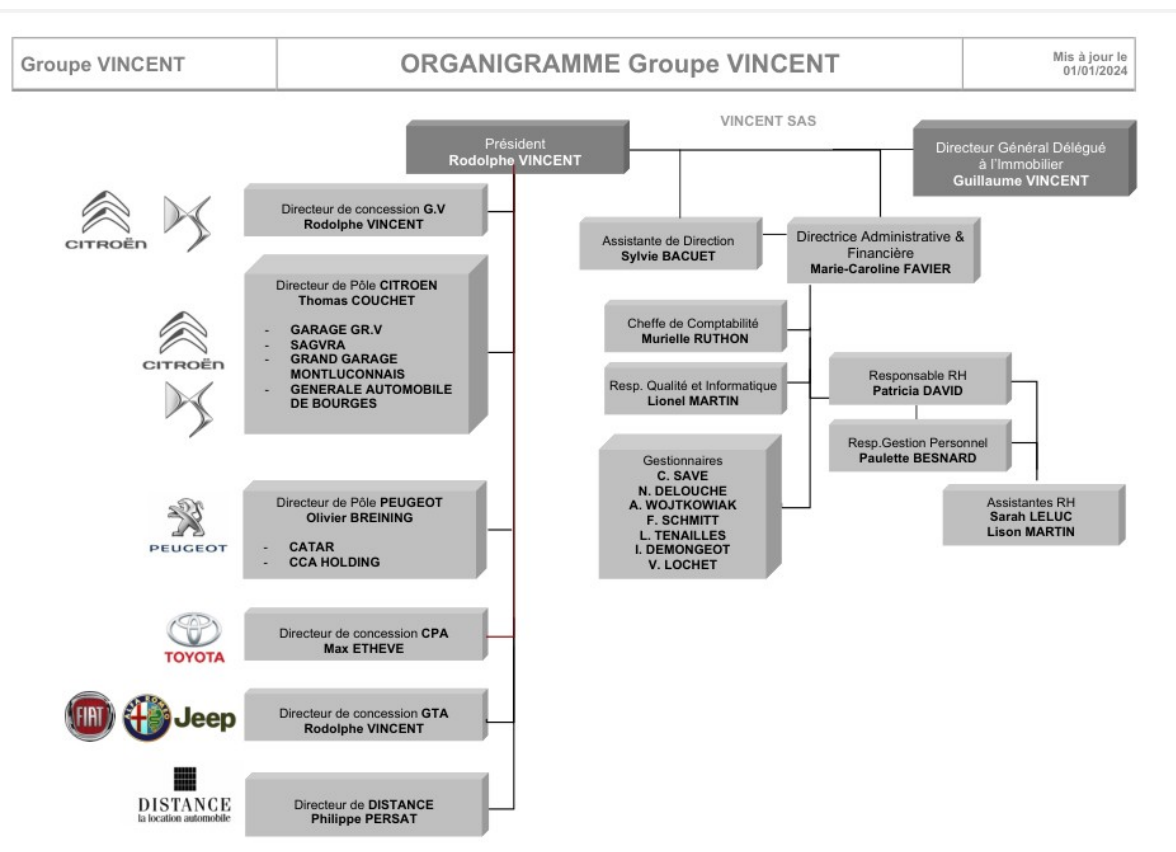 Groupe VINCENT
ORGANIGRAMME Groupe VINCENT
Mis à jour le
01/01/2024
VINCENT SAS
Président
Rodolphe VINCENT
Directeur Général Délégué
à l'Immobilier
Guillaume VINCENT
CITROËN
Directeur de concession G.V
Rodolphe VINCENT
Assistante de Direction
Sylvie BACUET
Directrice Administrative &
Financière
Marie-Caroline FAVIER
CITROËN
Directeur de Pôle CITROEN
Thomas COUCHET
- GARAGE GR.V
- SAGVRA
- GRAND GARAGE
MONTLUCONNAIS
- GENERALE AUTOMOBILE
DE BOURGES
Cheffe de Comptabilité
Murielle RUTHON
Resp. Qualité et Informatique
Lionel MARTIN
Responsable RH
Patricia DAVID
Resp.Gestion Personnel
Paulette BESNARD
Gestionnaires
C. SAVE
N. DELOUCHE
A. WOJTKOWIAK
F. SCHMITT
L. TENAILLES
I. DEMONGEOT
V. LOCHET
Assistantes RH
Sarah LELUC
Lison MARTIN
PEUGEOT
Directeur de Pôle PEUGEOT
Olivier BREINING
- CATAR
- CCA HOLDING
TOYOTA
Directeur de concession CPA
Max ETHEVE
FIAT
ALFA ROMEO
Jeep
Directeur de concession GTA
Rodolphe VINCENT
DISTANCE
la location automobile
Directeur de DISTANCE
Philippe PERSAT